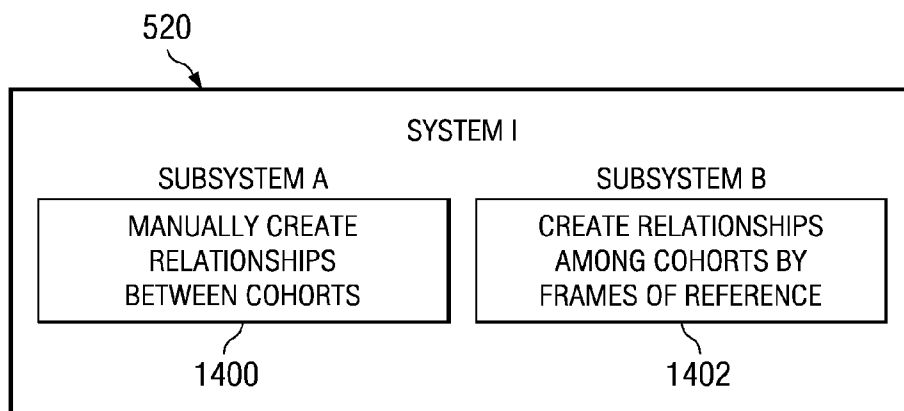 520
SYSTEM I
SUBSYSTEM A
MANUALLY CREATE
RELATIONSHIPS
BETWEEN COHORTS
1400
SUBSYSTEM B
CREATE RELATIONSHIPS
AMONG COHORTS BY
FRAMES OF REFERENCE
1402